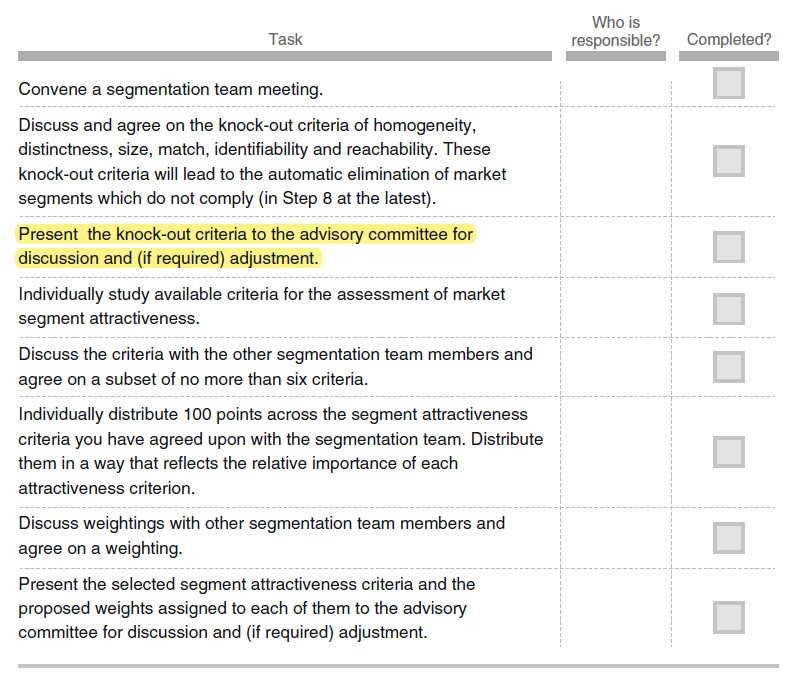 Task
Who is
responsible?
Completed?
Convene a segmentation team meeting.
Discuss and agree on the knock-out criteria of homogeneity,
distinctness, size, match, identifiability and reachability. These
knock-out criteria will lead to the automatic elimination of market
segments which do not comply (in Step 8 at the latest).
Present  the knock-out criteria to the advisory committee for
discussion and (if required) adjustment.
Individually study available criteria for the assessment of market
segment attractiveness.
Discuss the criteria with the other segmentation team members and
agree on a subset of no more than six criteria.
Individually distribute 100 points across the segment attractiveness
criteria you have agreed upon with the segmentation team. Distribute
them in a way that reflects the relative importance of each
attractiveness criterion.
Discuss weightings with other segmentation team members and
agree on a weighting.
Present the selected segment attractiveness criteria and the
proposed weights assigned to each of them to the advisory
committee for discussion and (if required) adjustment.